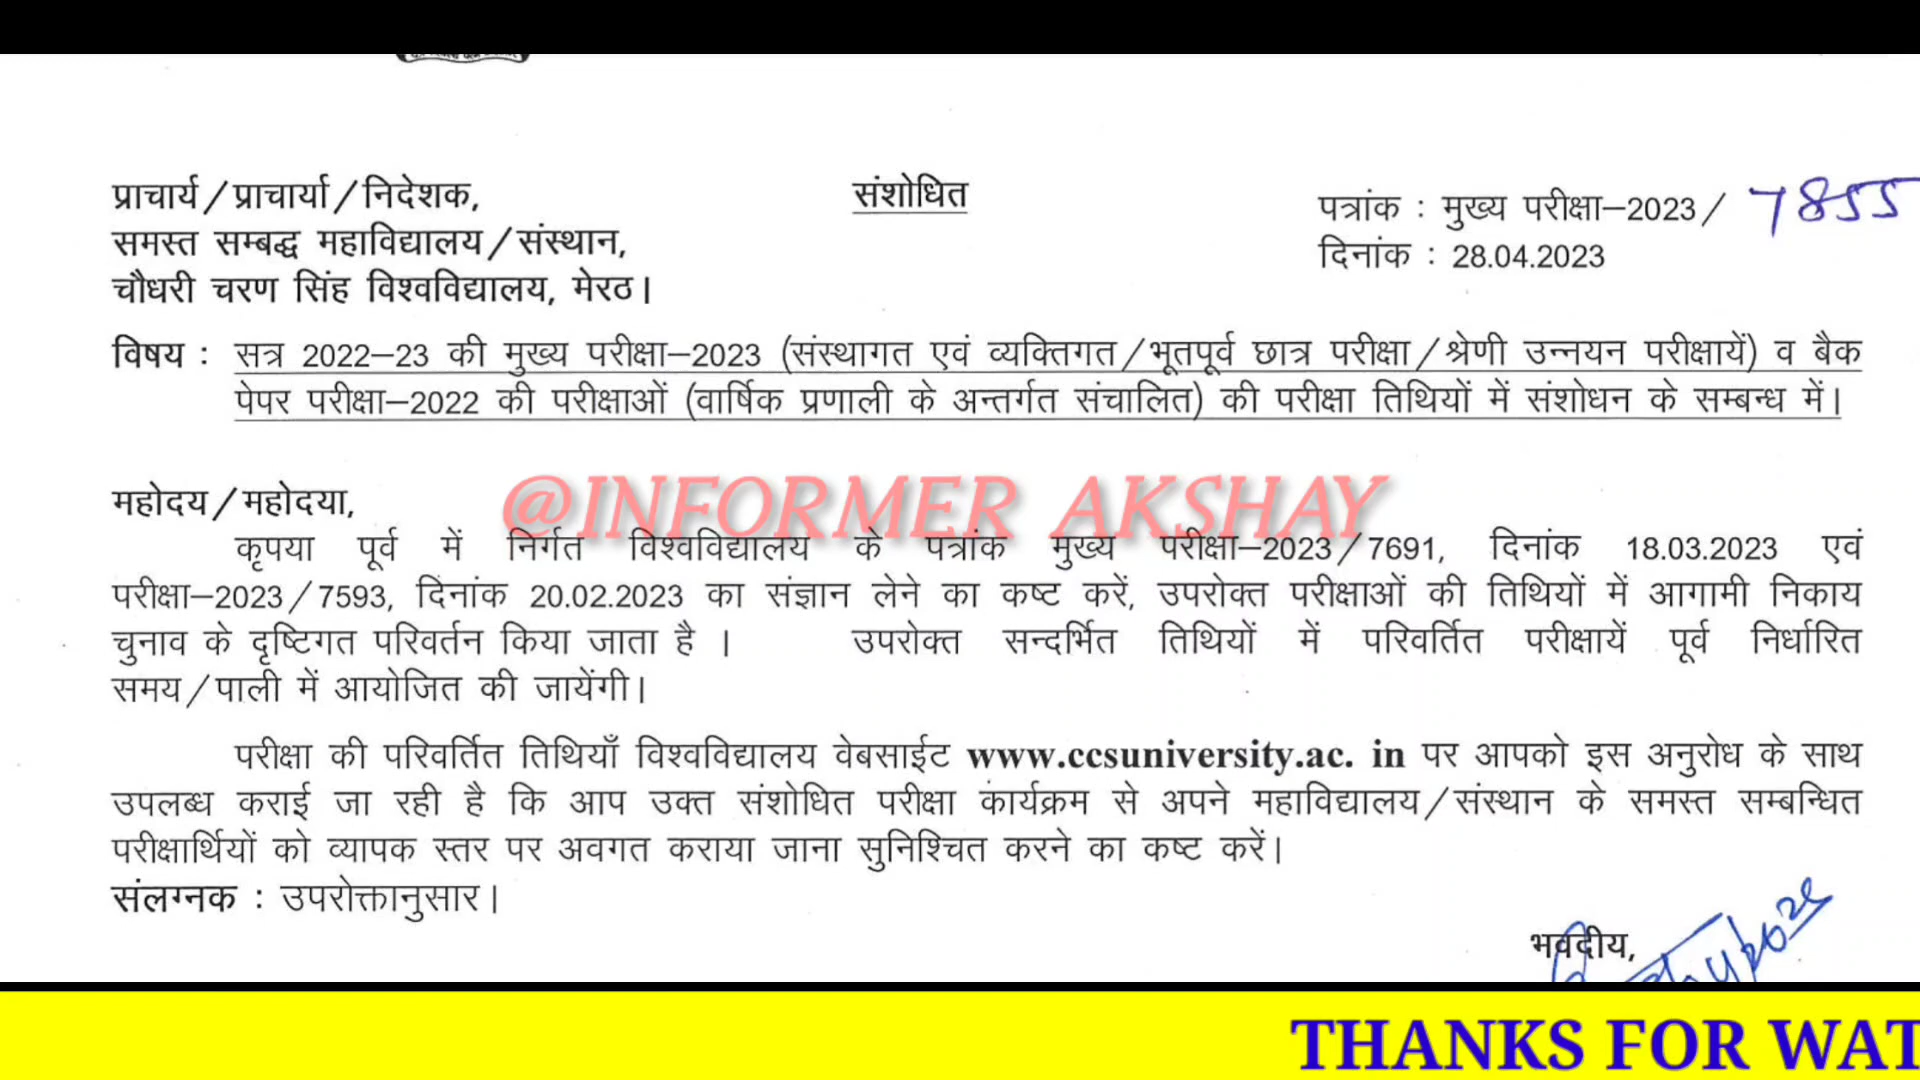 प्राचार्य/प्राचार्या/निदेशक,
संशोधित
पत्रांक : मुख्य परीक्षा–2023/ 7855
समस्त सम्बद्ध महाविद्यालय/संस्थान,
दिनांक : 28.04.2023
चौधरी चरण सिंह विश्वविद्यालय, मेरठ।
विषय : सत्र 2022–23 की मुख्य परीक्षा–2023 (संस्थागत एवं व्यक्तिगत/भूतपूर्व छात्र परीक्षा/श्रेणी उन्नयन परीक्षायें) व बैक
पेपर परीक्षा–2022 की परीक्षाओं (वार्षिक प्रणाली के अन्तर्गत संचालित) की परीक्षा तिथियों में संशोधन के सम्बन्ध में।
@INFORMER AKSHAY
महोदय/महोदया,
कृपया पूर्व में निर्गत विश्वविद्यालय के पत्रांक मुख्य परीक्षा–2023/7691, दिनांक 18.03.2023 एवं
परीक्षा–2023/7593, दिनांक 20.02.2023 का संज्ञान लेने का कष्ट करें, उपरोक्त परीक्षाओं की तिथियों में आगामी निकाय
चुनाव के दृष्टिगत परिवर्तन किया जाता है । उपरोक्त सन्दर्भित तिथियों में परिवर्तित परीक्षायें पूर्व निर्धारित
समय/पाली में आयोजित की जायेंगी।
परीक्षा की परिवर्तित तिथियाँ विश्वविद्यालय वेबसाईट www.ccsuniversity.ac. in पर आपको इस अनुरोध के साथ
उपलब्ध कराई जा रही है कि आप उक्त संशोधित परीक्षा कार्यक्रम से अपने महाविद्यालय/संस्थान के समस्त सम्बन्धित
परीक्षार्थियों को व्यापक स्तर पर अवगत कराया जाना सुनिश्चित करने का कष्ट करें।
संलग्नक : उपरोक्तानुसार।
भवदीय,
THANKS FOR WAT